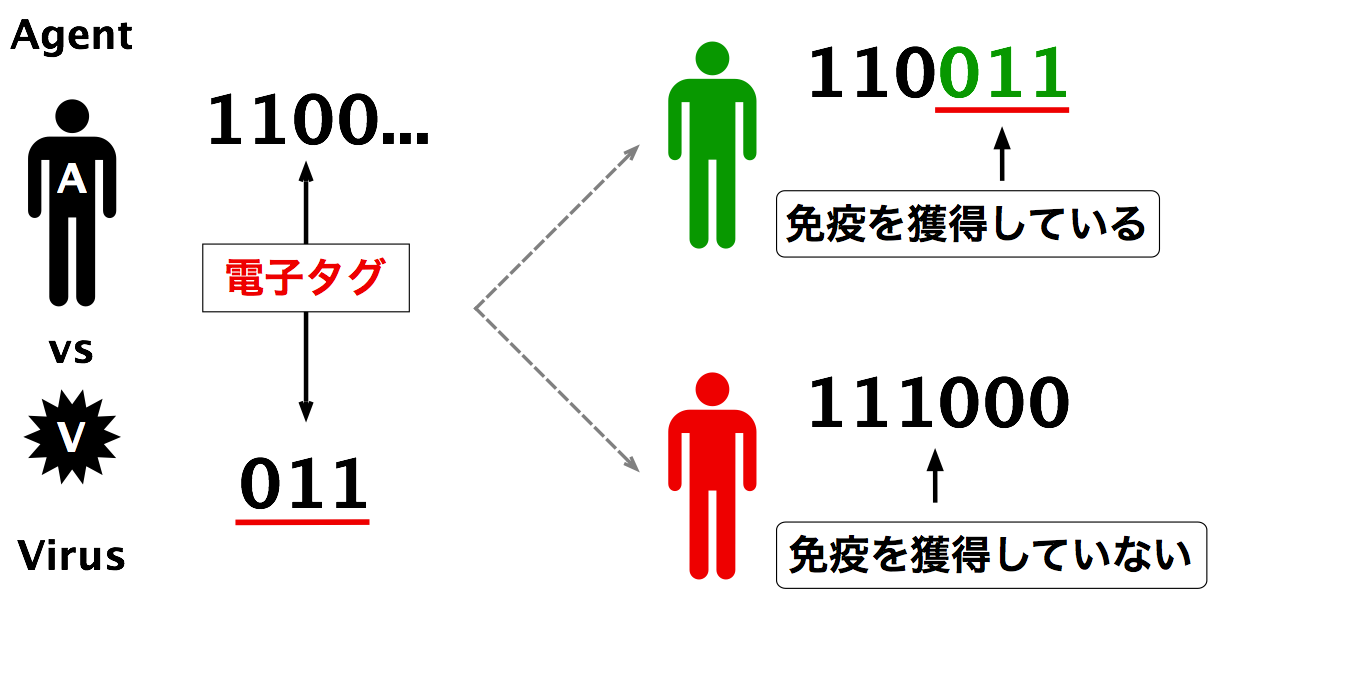 Agent
A
1100...
電子タグ
vs
V
011
Virus
110011
免疫を獲得している
111000
免疫を獲得していない